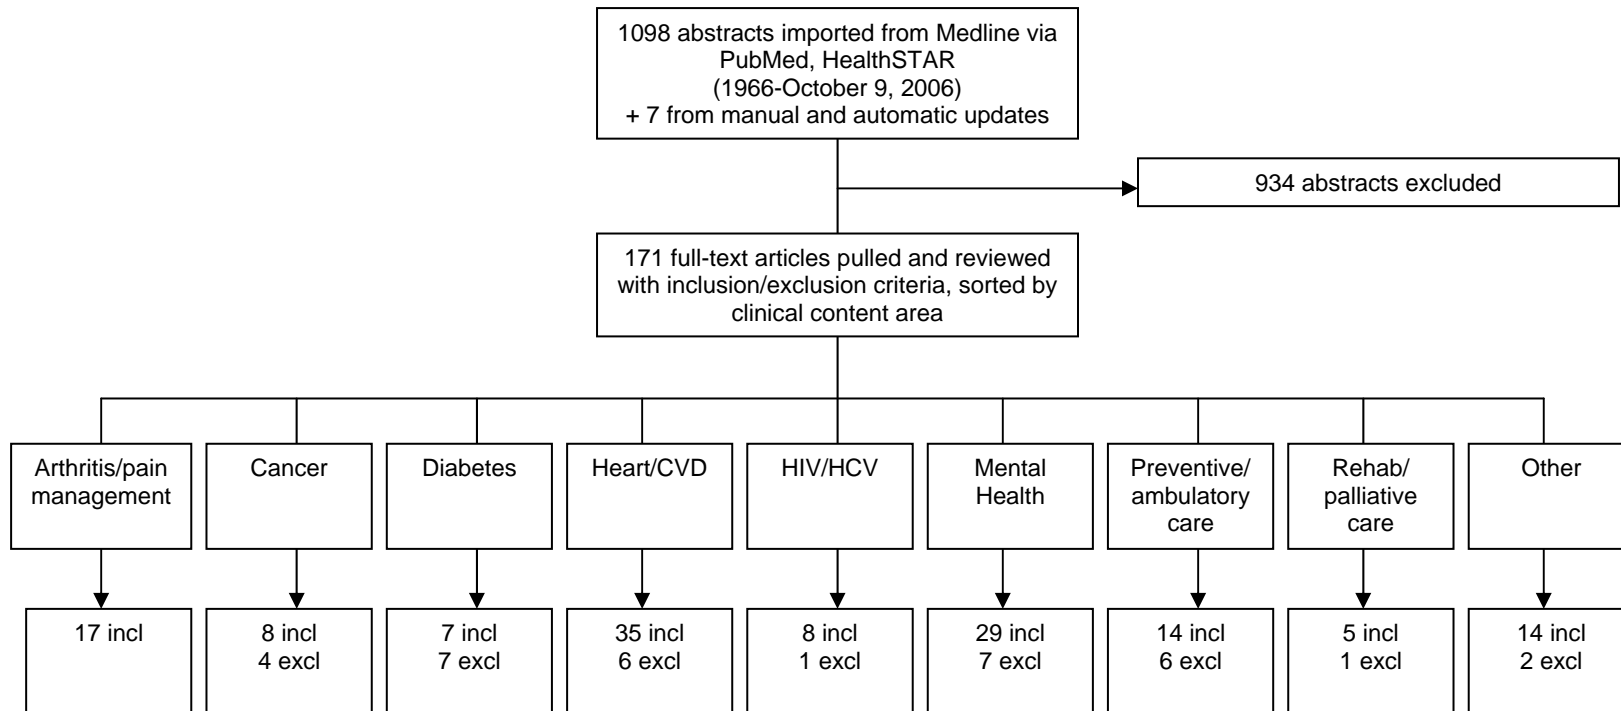 1098 abstracts imported from Medline via
PubMed, HealthSTAR
(1966-October 9, 2006)
+ 7 from manual and automatic updates
934 abstracts excluded
171 full-text articles pulled and reviewed
with inclusion/exclusion criteria, sorted by
clinical content area
Arthritis/pain
management
Cancer
Diabetes
Heart/CVD
HIV/HCV
Mental
Health
Preventive/
ambulatory
care
Rehab/
palliative
care
Other
17 incl
8 incl
4 excl
7 incl
7 excl
35 incl
6 excl
8 incl
1 excl
29 incl
7 excl
14 incl
6 excl
5 incl
1 excl
14 incl
2 excl